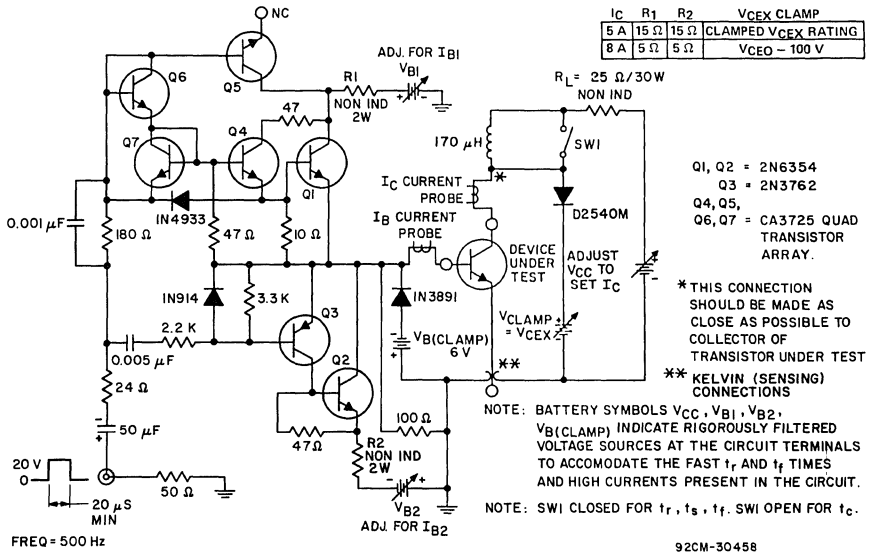 NC
ADJ. FOR IB1
VB1
+ -
IC R1 R2 VCEX CLAMP
5 A 15 Ω 15 Ω CLAMPED VCEX RATING
8 A 5 Ω 5 Ω VCEO – 100 V
Q6
Q5
R1
NON IND
2W
RL = 25 Ω/30W
NON IND
47
Q7
Q4
Q1
170 μH
SW1
*
IC CURRENT
PROBE
IB CURRENT
PROBE
D2540M
Q1, Q2 = 2N6354
Q3 = 2N3762
Q4, Q5,
Q6, Q7 = CA3725 QUAD
TRANSISTOR
ARRAY.
1N4933
0.001 μF
180 Ω
47 Ω
10 Ω
DEVICE
UNDER
TEST
ADJUST
VCC TO
SET IC
+
-
* THIS CONNECTION
SHOULD BE MADE AS
CLOSE AS POSSIBLE TO
COLLECTOR OF
TRANSISTOR UNDER TEST
1N914
3.3 K
Q3
1N3891
VCLAMP
= VCEX
+
-
2.2 K
0.005 μF
-
+
VB(CLAMP)
6 V
Q2
**
** KELVIN (SENSING)
CONNECTIONS
24 Ω
-
+
50 μF
47Ω
100 Ω
R2
NON IND
2W
NOTE: BATTERY SYMBOLS VCC, VB1, VB2,
VB(CLAMP) INDICATE RIGOROUSLY FILTERED
VOLTAGE SOURCES AT THE CIRCUIT TERMINALS
TO ACCOMODATE THE FAST tr AND tf TIMES
AND HIGH CURRENTS PRESENT IN THE CIRCUIT.
20 V
0
20 μS
MIN
50 Ω
- +
VB2
ADJ. FOR IB2
NOTE: SW1 CLOSED FOR tr, ts, tf. SW1 OPEN FOR tc.
FREQ = 500 Hz
92CM-30458